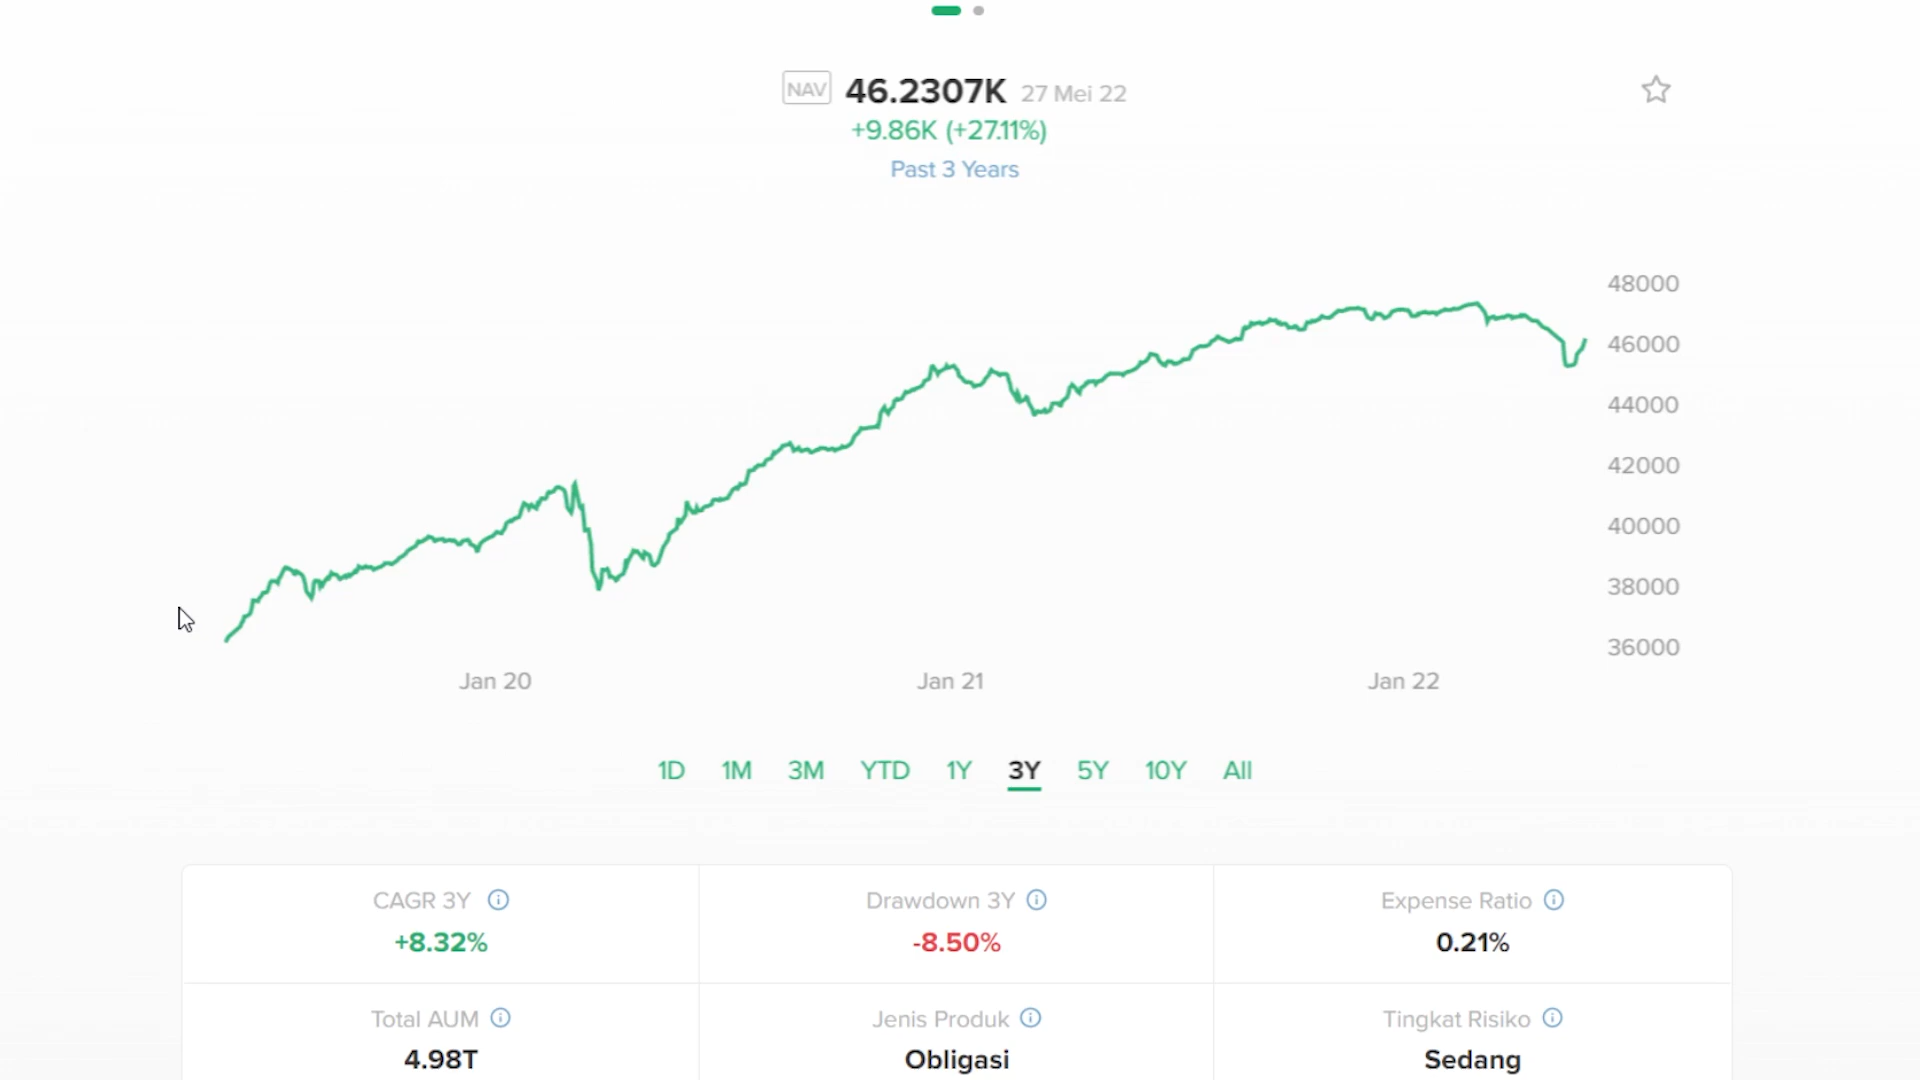 NAV 46.2307K 27 Mei 22
+9.86K (+27.11%)
Past 3 Years
48000
46000
44000
42000
40000
38000
36000
Jan 20 Jan 21 Jan 22
1D 1M 3M YTD 1Y 3Y 5Y 10Y All
CAGR 3Y Drawdown 3Y Expense Ratio
+8.32% -8.50% 0.21%
Total AUM Jenis Produk Tingkat Risiko
4.98T Obligasi Sedang